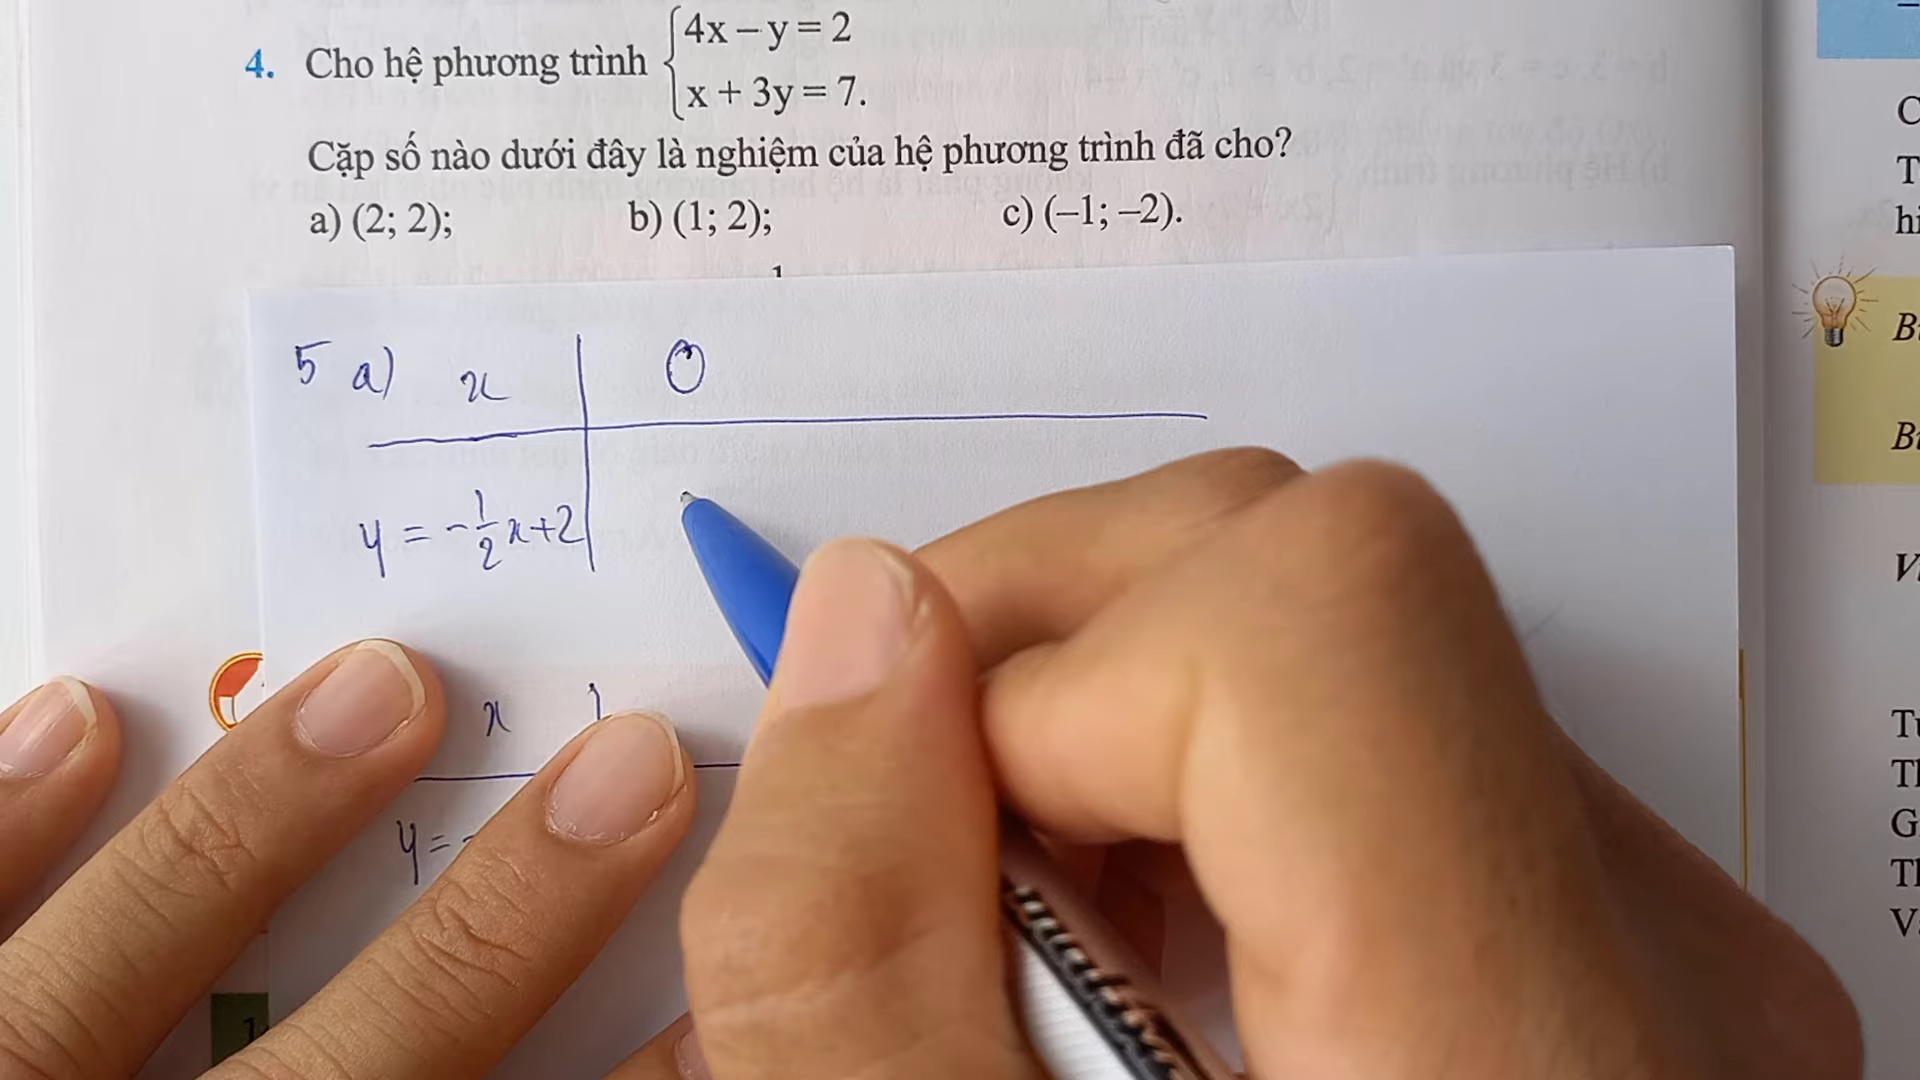 4. Cho hệ phương trình { 4x – y = 2
x + 3y = 7.
Cặp số nào dưới đây là nghiệm của hệ phương trình đã cho?
a) (2; 2); b) (1; 2); c) (–1; –2).
1
5 a) x 0
y = -1/2 x+2
x
y =